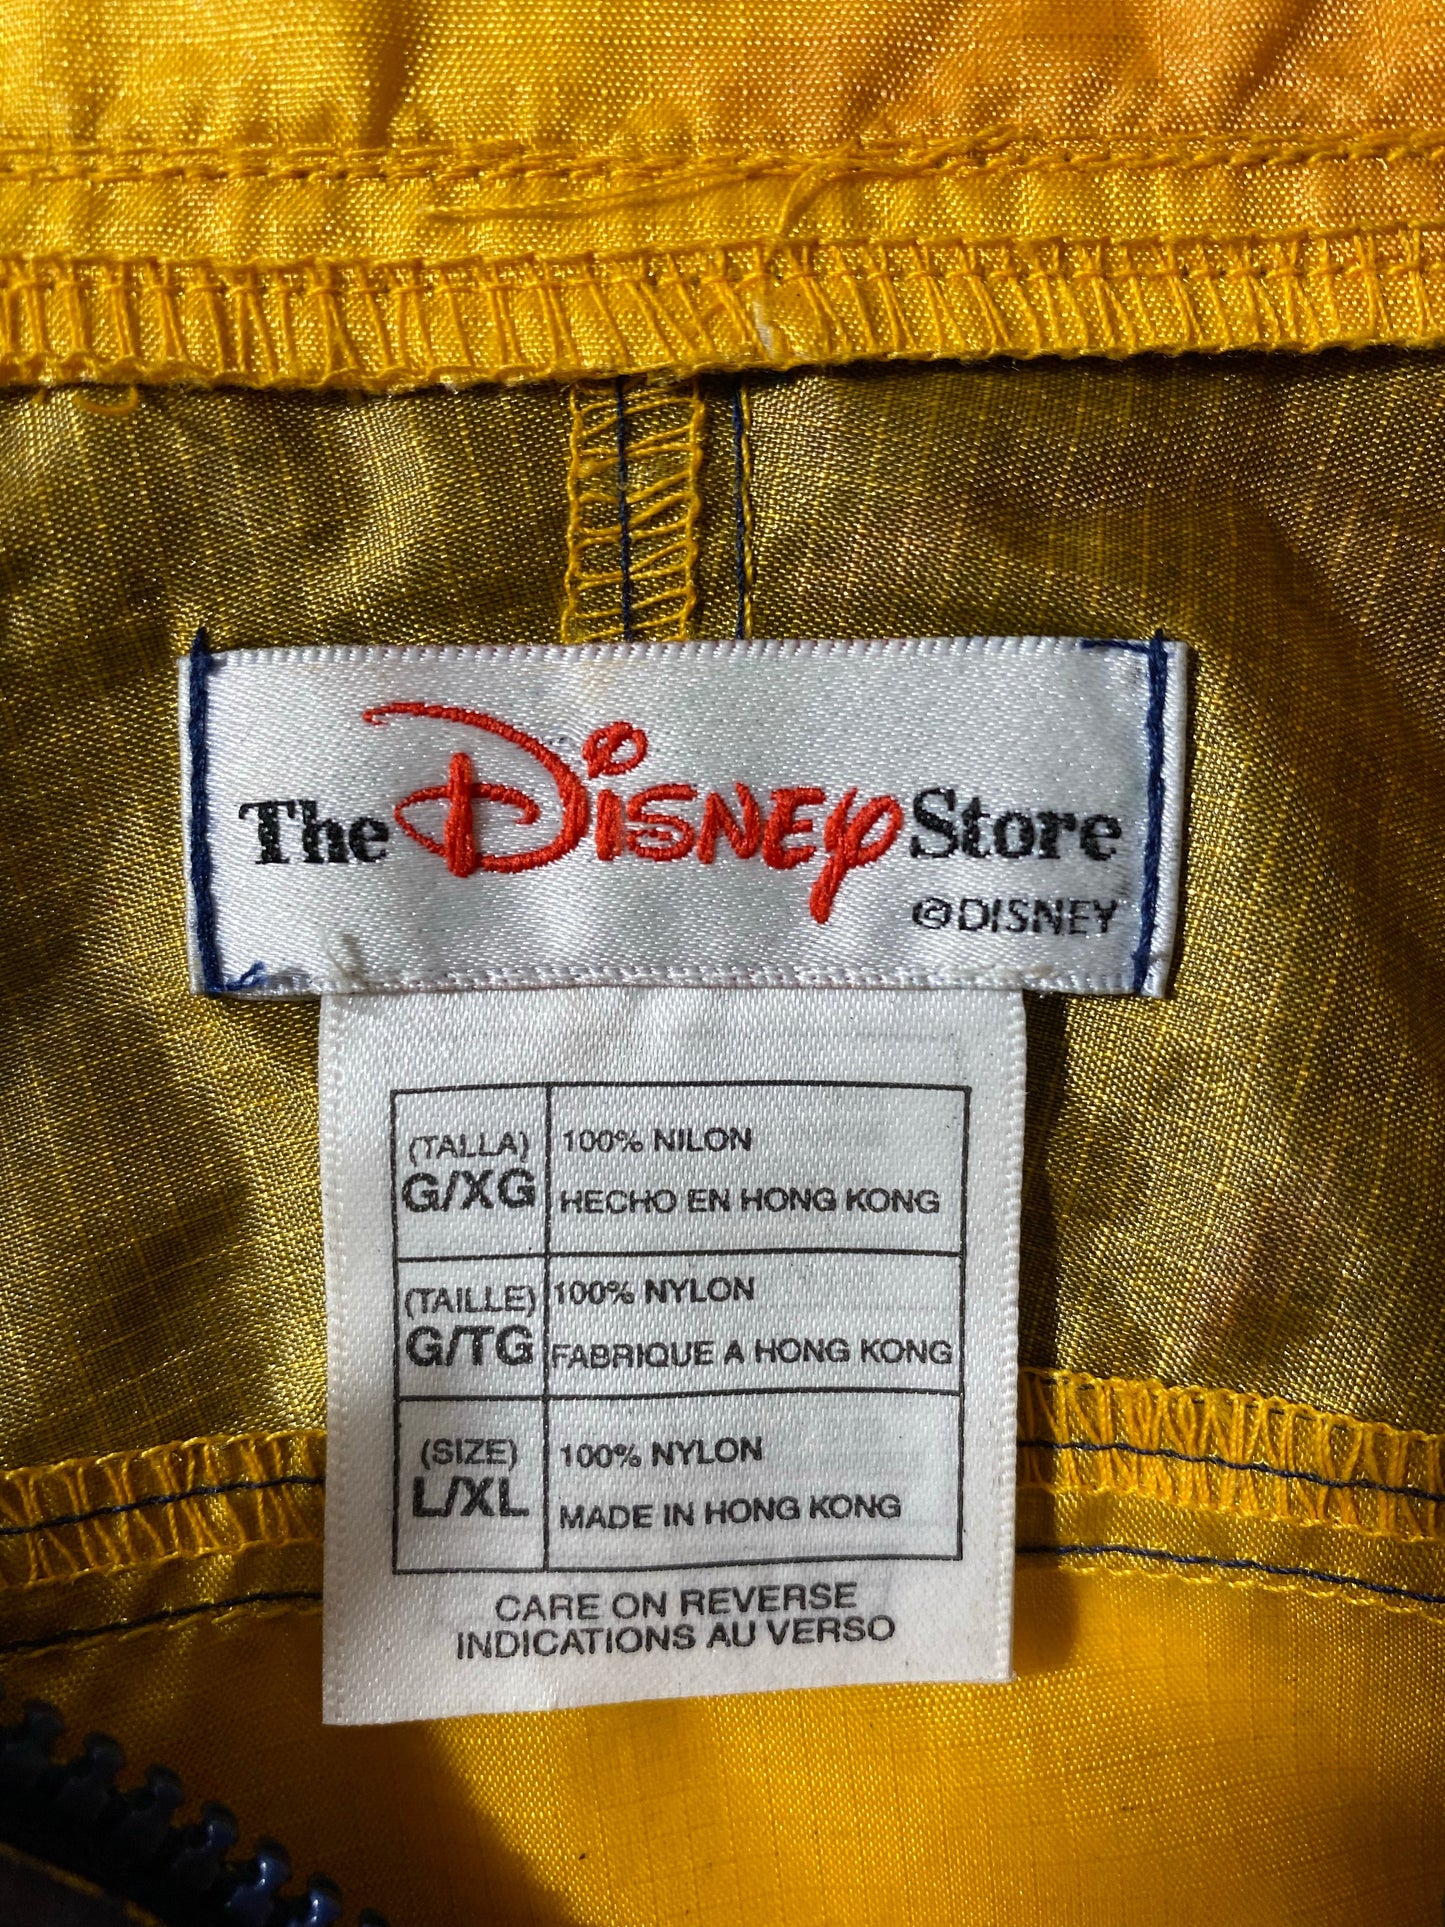 The Disney Store
©DISNEY
(TALLA)
G/XG
100% NILON
HECHO EN HONG KONG
(TAILLE)
G/TG
100% NYLON
FABRIQUE A HONG KONG
(SIZE)
L/XL
100% NYLON
MADE IN HONG KONG
CARE ON REVERSE
INDICATIONS AU VERSO